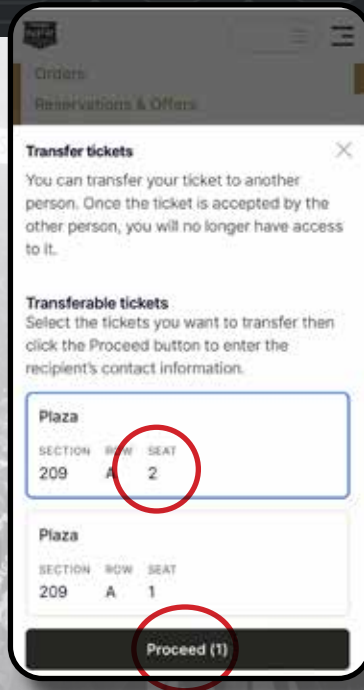 Orders
Reservations & Offers
Transfer tickets
You can transfer your ticket to another
person. Once the ticket is accepted by the
other person, you will no longer have access
to it.
Transferable tickets
Select the tickets you want to transfer then
click the Proceed button to enter the
recipient's contact information.
Plaza
SECTION ROW SEAT
209 A 2
Plaza
SECTION ROW SEAT
209 A 1
Proceed (1)